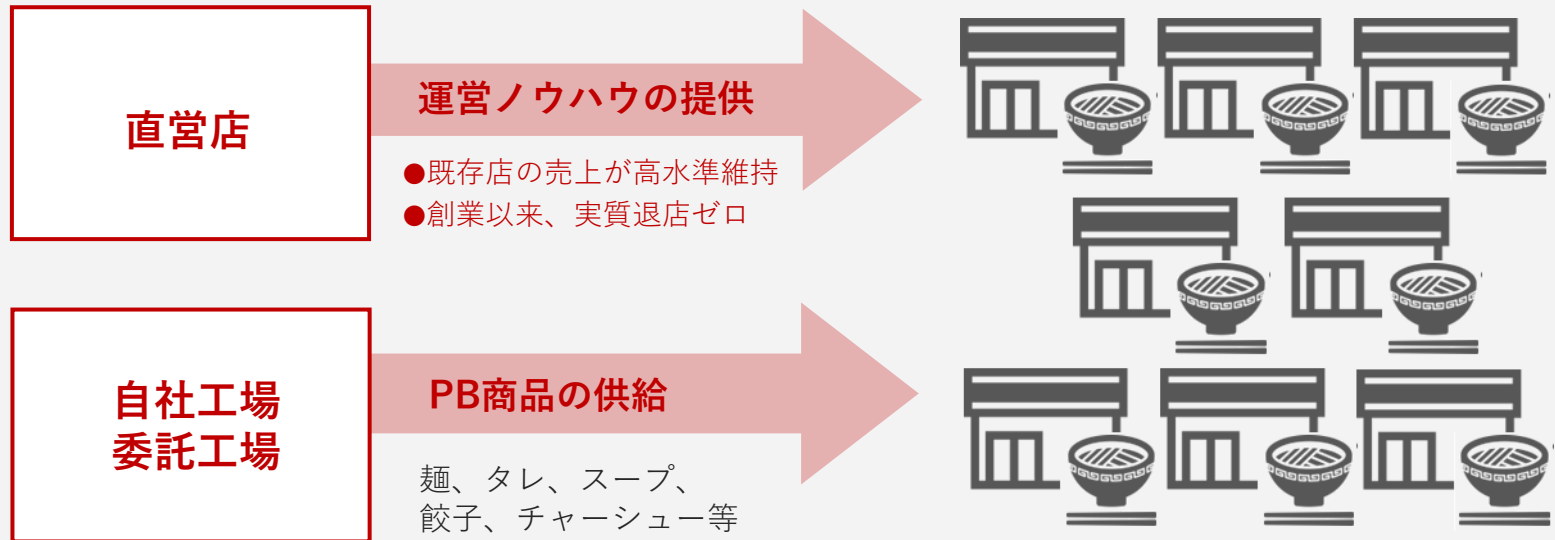 直営店
運営ノウハウの提供
●既存店の売上が高水準維持
●創業以来、実質退店ゼロ
自社工場
委託工場
PB商品の供給
麺、タレ、スープ、
餃子、チャーシュー等